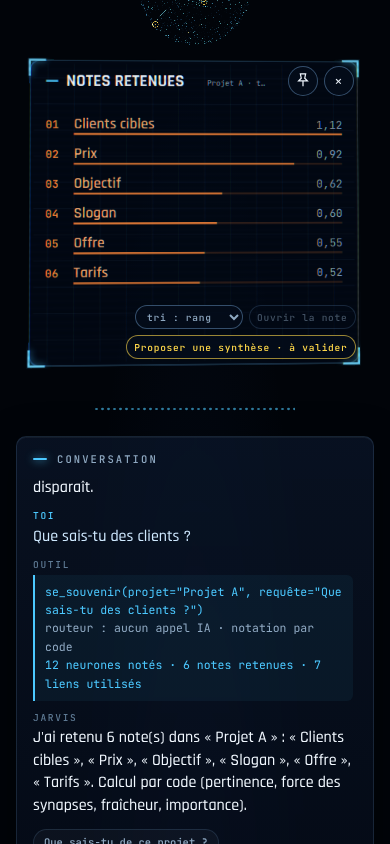 NOTES RETENUES
Projet A · t…
×
01 Clients cibles 1,12
02 Prix 0,92
03 Objectif 0,62
04 Slogan 0,60
05 Offre 0,55
06 Tarifs 0,52
tri : rang
Ouvrir la note
Proposer une synthèse · à valider
CONVERSATION
disparaît.
TOI
Que sais-tu des clients ?
OUTIL
se_souvenir(projet="Projet A", requête="Que
sais-tu des clients ?")
routeur : aucun appel IA · notation par
code
12 neurones notés · 6 notes retenues · 7
liens utilisés
JARVIS
J'ai retenu 6 note(s) dans « Projet A » : « Clients
cibles », « Prix », « Objectif », « Slogan », « Offre »,
« Tarifs ». Calcul par code (pertinence, force des
synapses, fraîcheur, importance).
Que sais-tu de ce projet ?